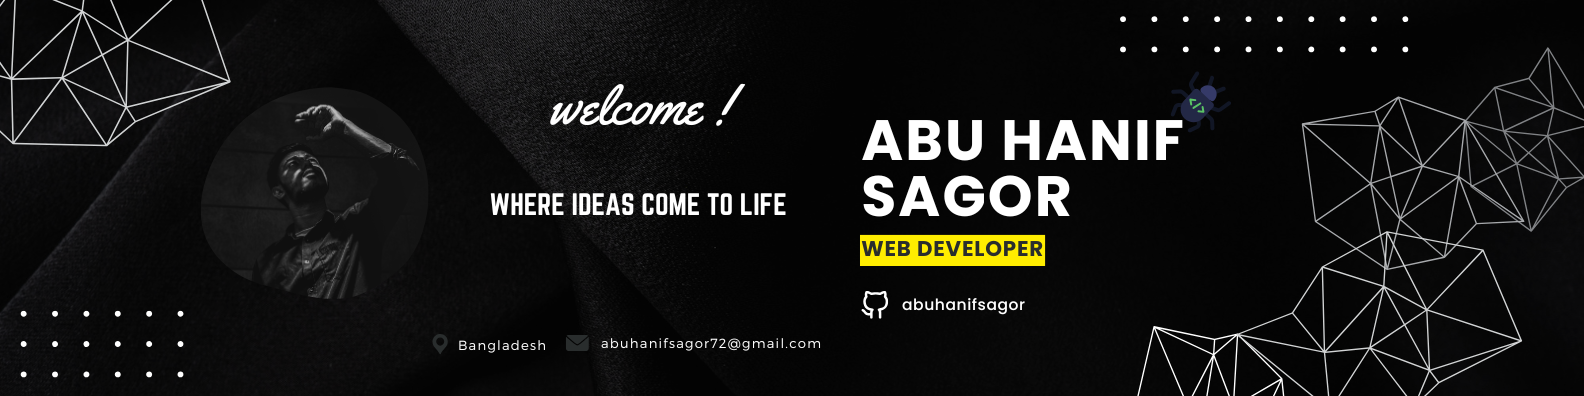 welcome !
WHERE IDEAS COME TO LIFE
Bangladesh
abuhanifsagor72@gmail.com
ABU HANIF
SAGOR
WEB DEVELOPER
abuhanifsagor
</>